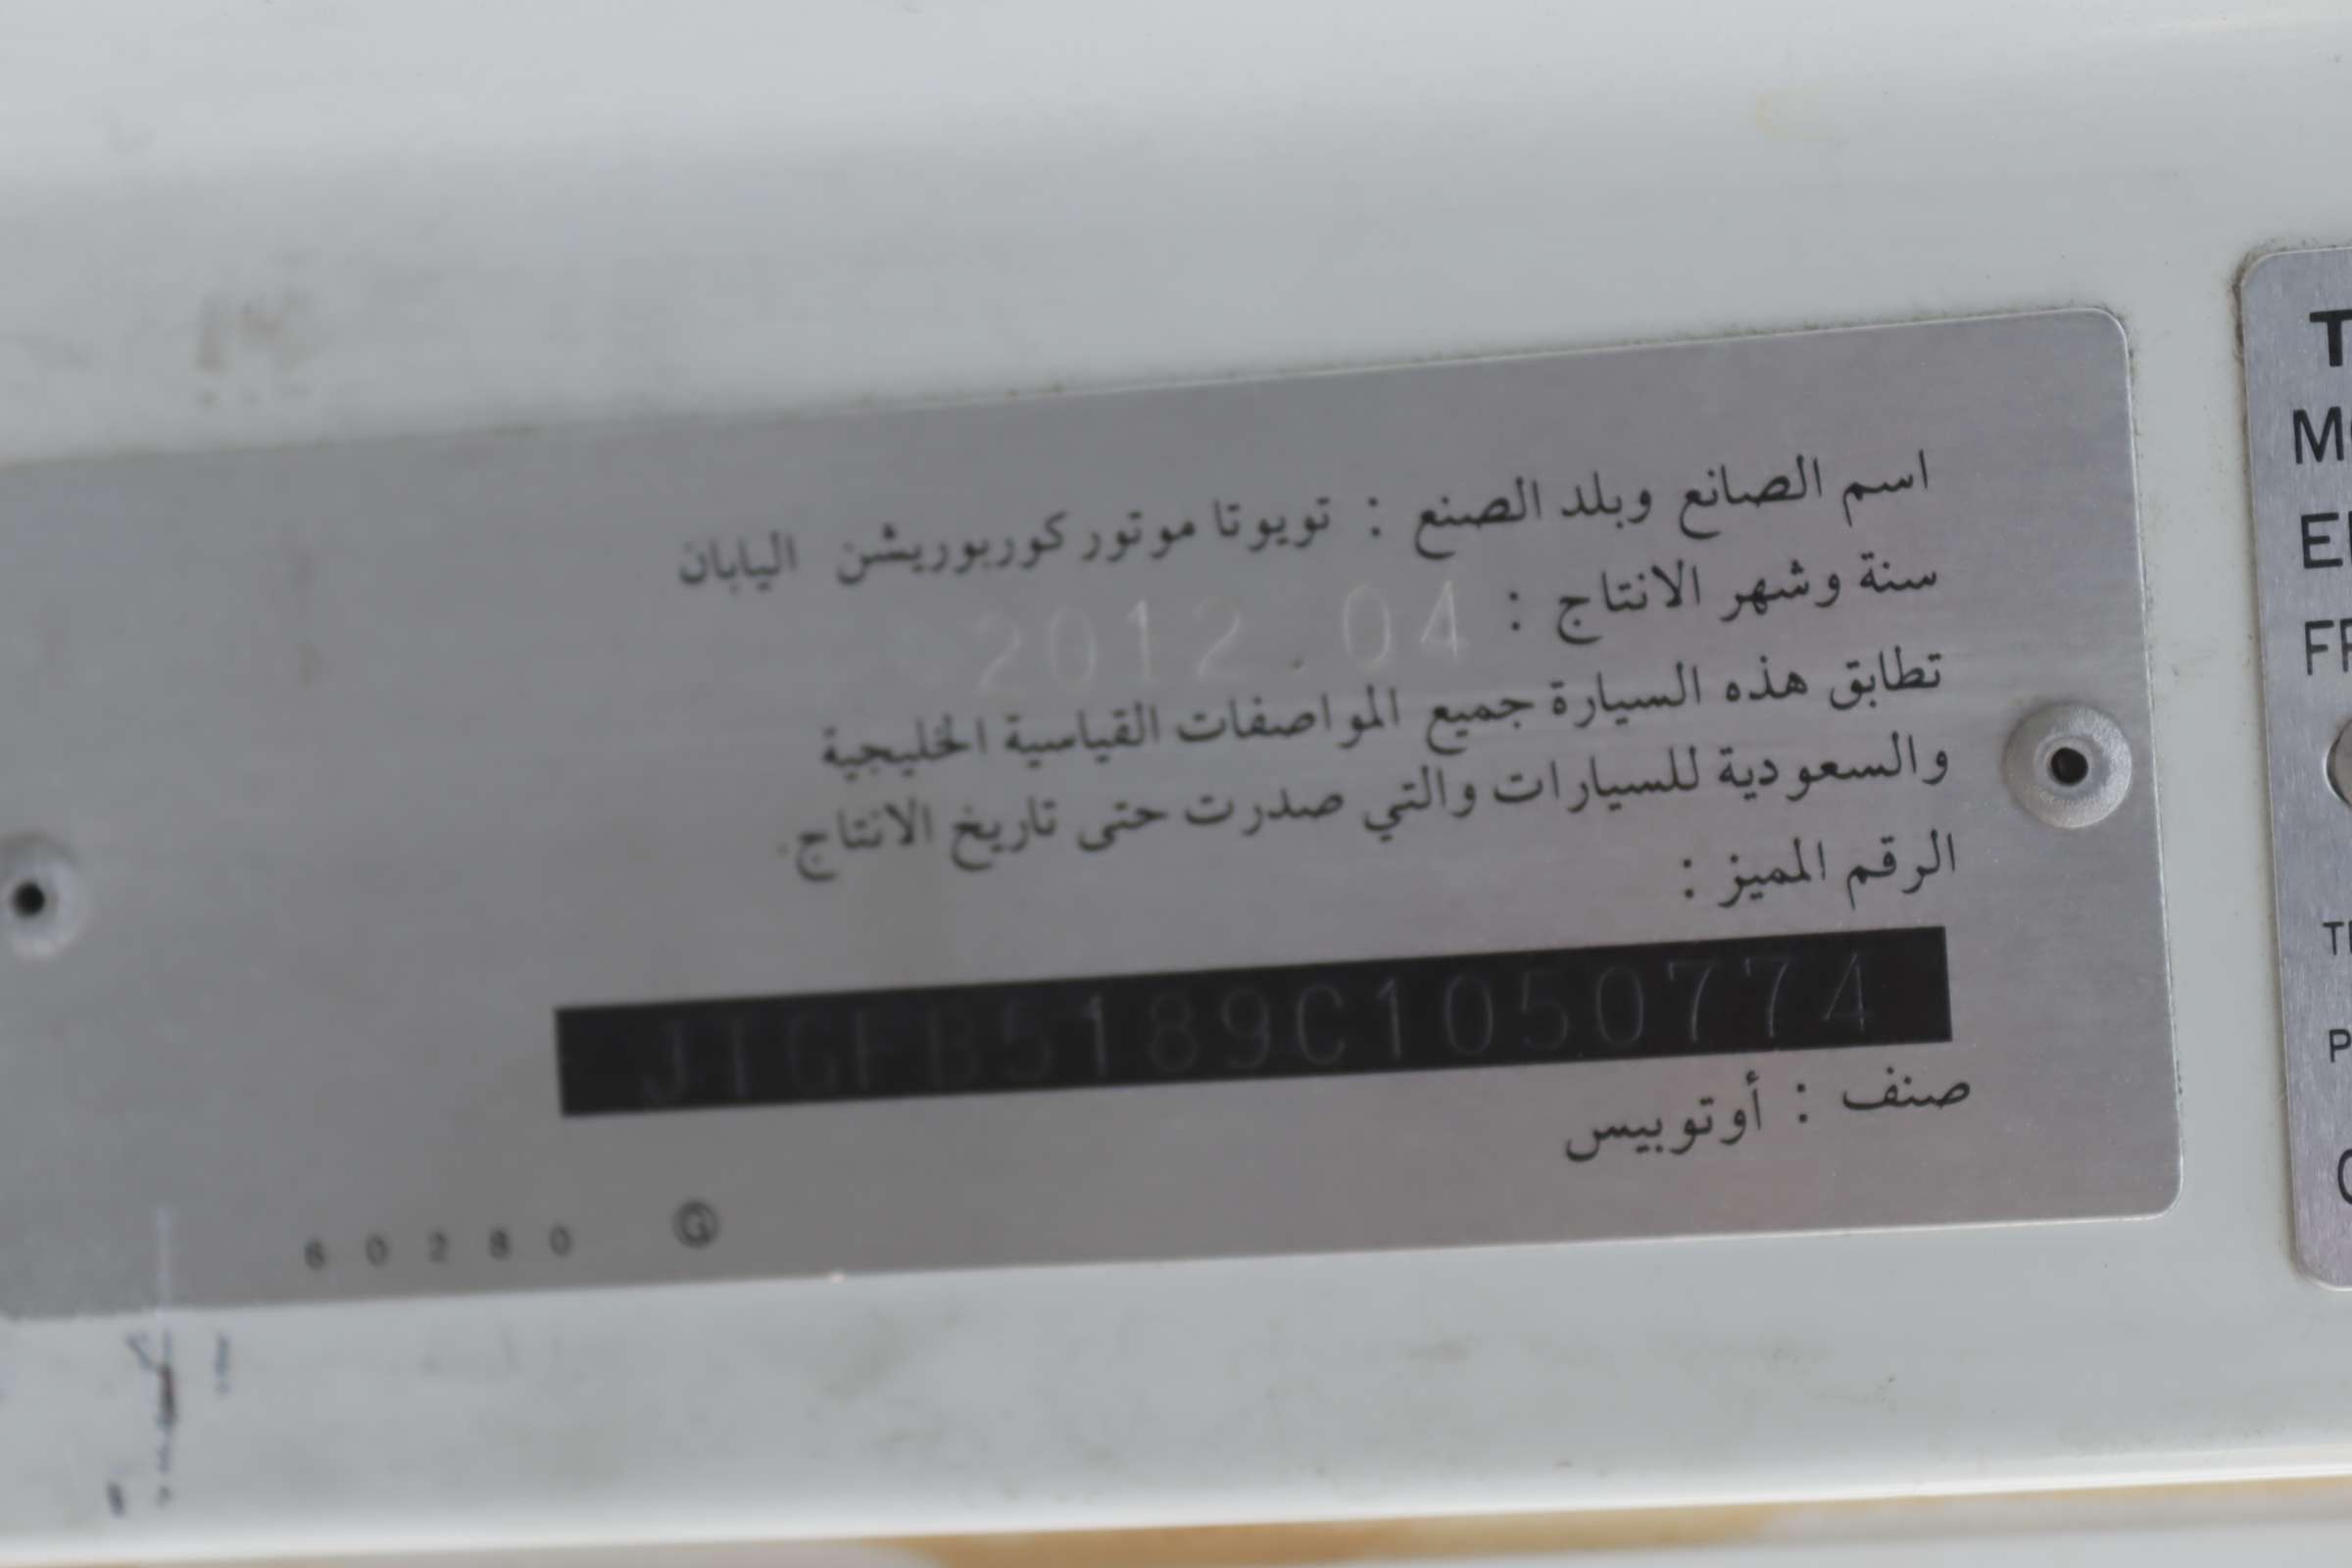 اسم الصانع وبلد الصنع : تويوتا موتور كوربوريشن اليابان
سنة وشهر الانتاج : 2012.04
تطابق هذه السيارة جميع المواصفات القياسية الخليجية
والسعودية للسيارات والتي صدرت حتى تاريخ الانتاج.
الرقم المميز :
JTGFB5189C1050774
صنف : أوتوبيس
60280 G